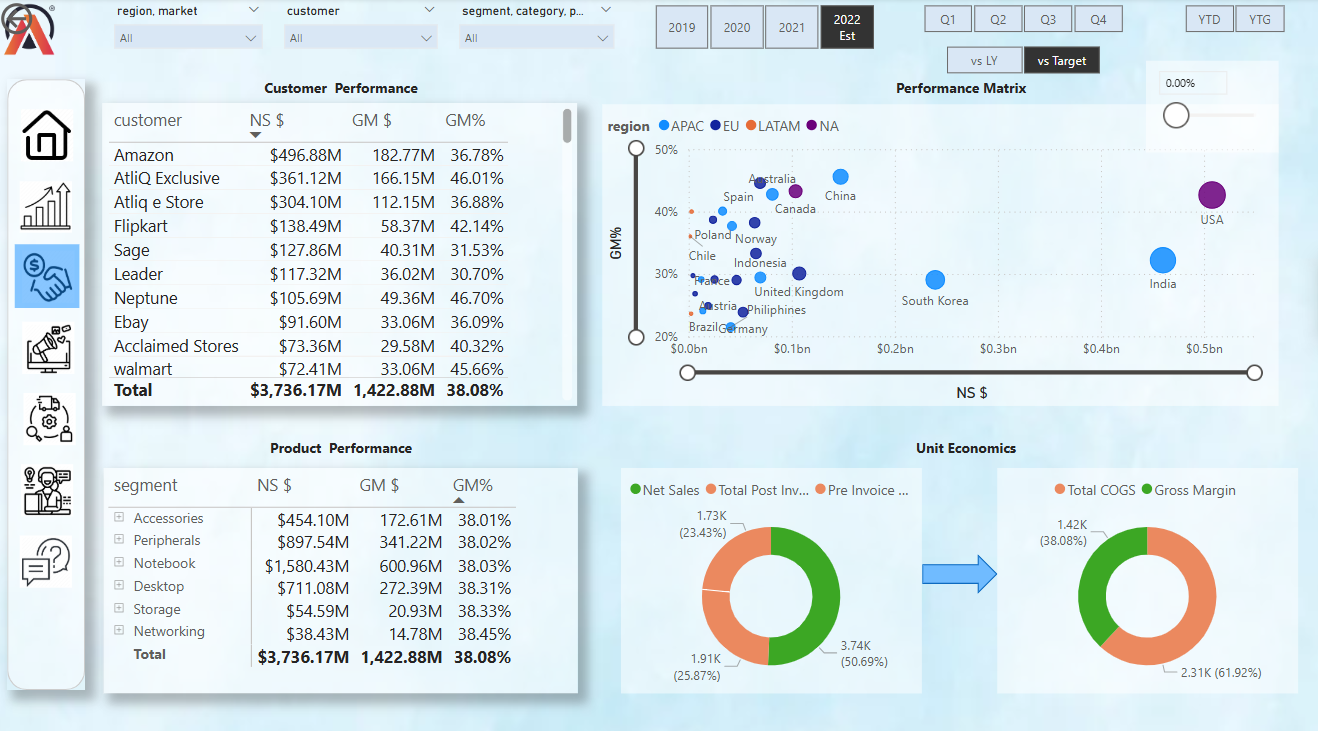 region, market
customer
segment, category, p...
All
All
All
2019
2020
2021
2022
Est
Q1
Q2
Q3
Q4
YTD
YTG
vs LY
vs Target
Customer Performance
customer NS $ GM $ GM%
Amazon $496.88M 182.77M 36.78%
AtliQ Exclusive $361.12M 166.15M 46.01%
Atliq e Store $304.10M 112.15M 36.88%
Flipkart $138.49M 58.37M 42.14%
Sage $127.86M 40.31M 31.53%
Leader $117.32M 36.02M 30.70%
Neptune $105.69M 49.36M 46.70%
Ebay $91.60M 33.06M 36.09%
Acclaimed Stores $73.36M 29.58M 40.32%
walmart $72.41M 33.06M 45.66%
Total $3,736.17M 1,422.88M 38.08%
Performance Matrix
0.00%
region APAC EU LATAM NA
GM%
50%
40%
30%
20%
Australia
Spain
Canada
China
USA
Poland
Norway
Chile
Indonesia
India
France
United Kingdom
South Korea
Austria
Philiphines
Brazil
Germany
$0.0bn $0.1bn $0.2bn $0.3bn $0.4bn $0.5bn
NS $
Product Performance
segment NS $ GM $ GM%
Accessories $454.10M 172.61M 38.01%
Peripherals $897.54M 341.22M 38.02%
Notebook $1,580.43M 600.96M 38.03%
Desktop $711.08M 272.39M 38.31%
Storage $54.59M 20.93M 38.33%
Networking $38.43M 14.78M 38.45%
Total $3,736.17M 1,422.88M 38.08%
Unit Economics
Net Sales Total Post Inv... Pre Invoice ...
1.73K
(23.43%)
1.91K
(25.87%)
3.74K
(50.69%)
Total COGS Gross Margin
1.42K
(38.08%)
2.31K (61.92%)